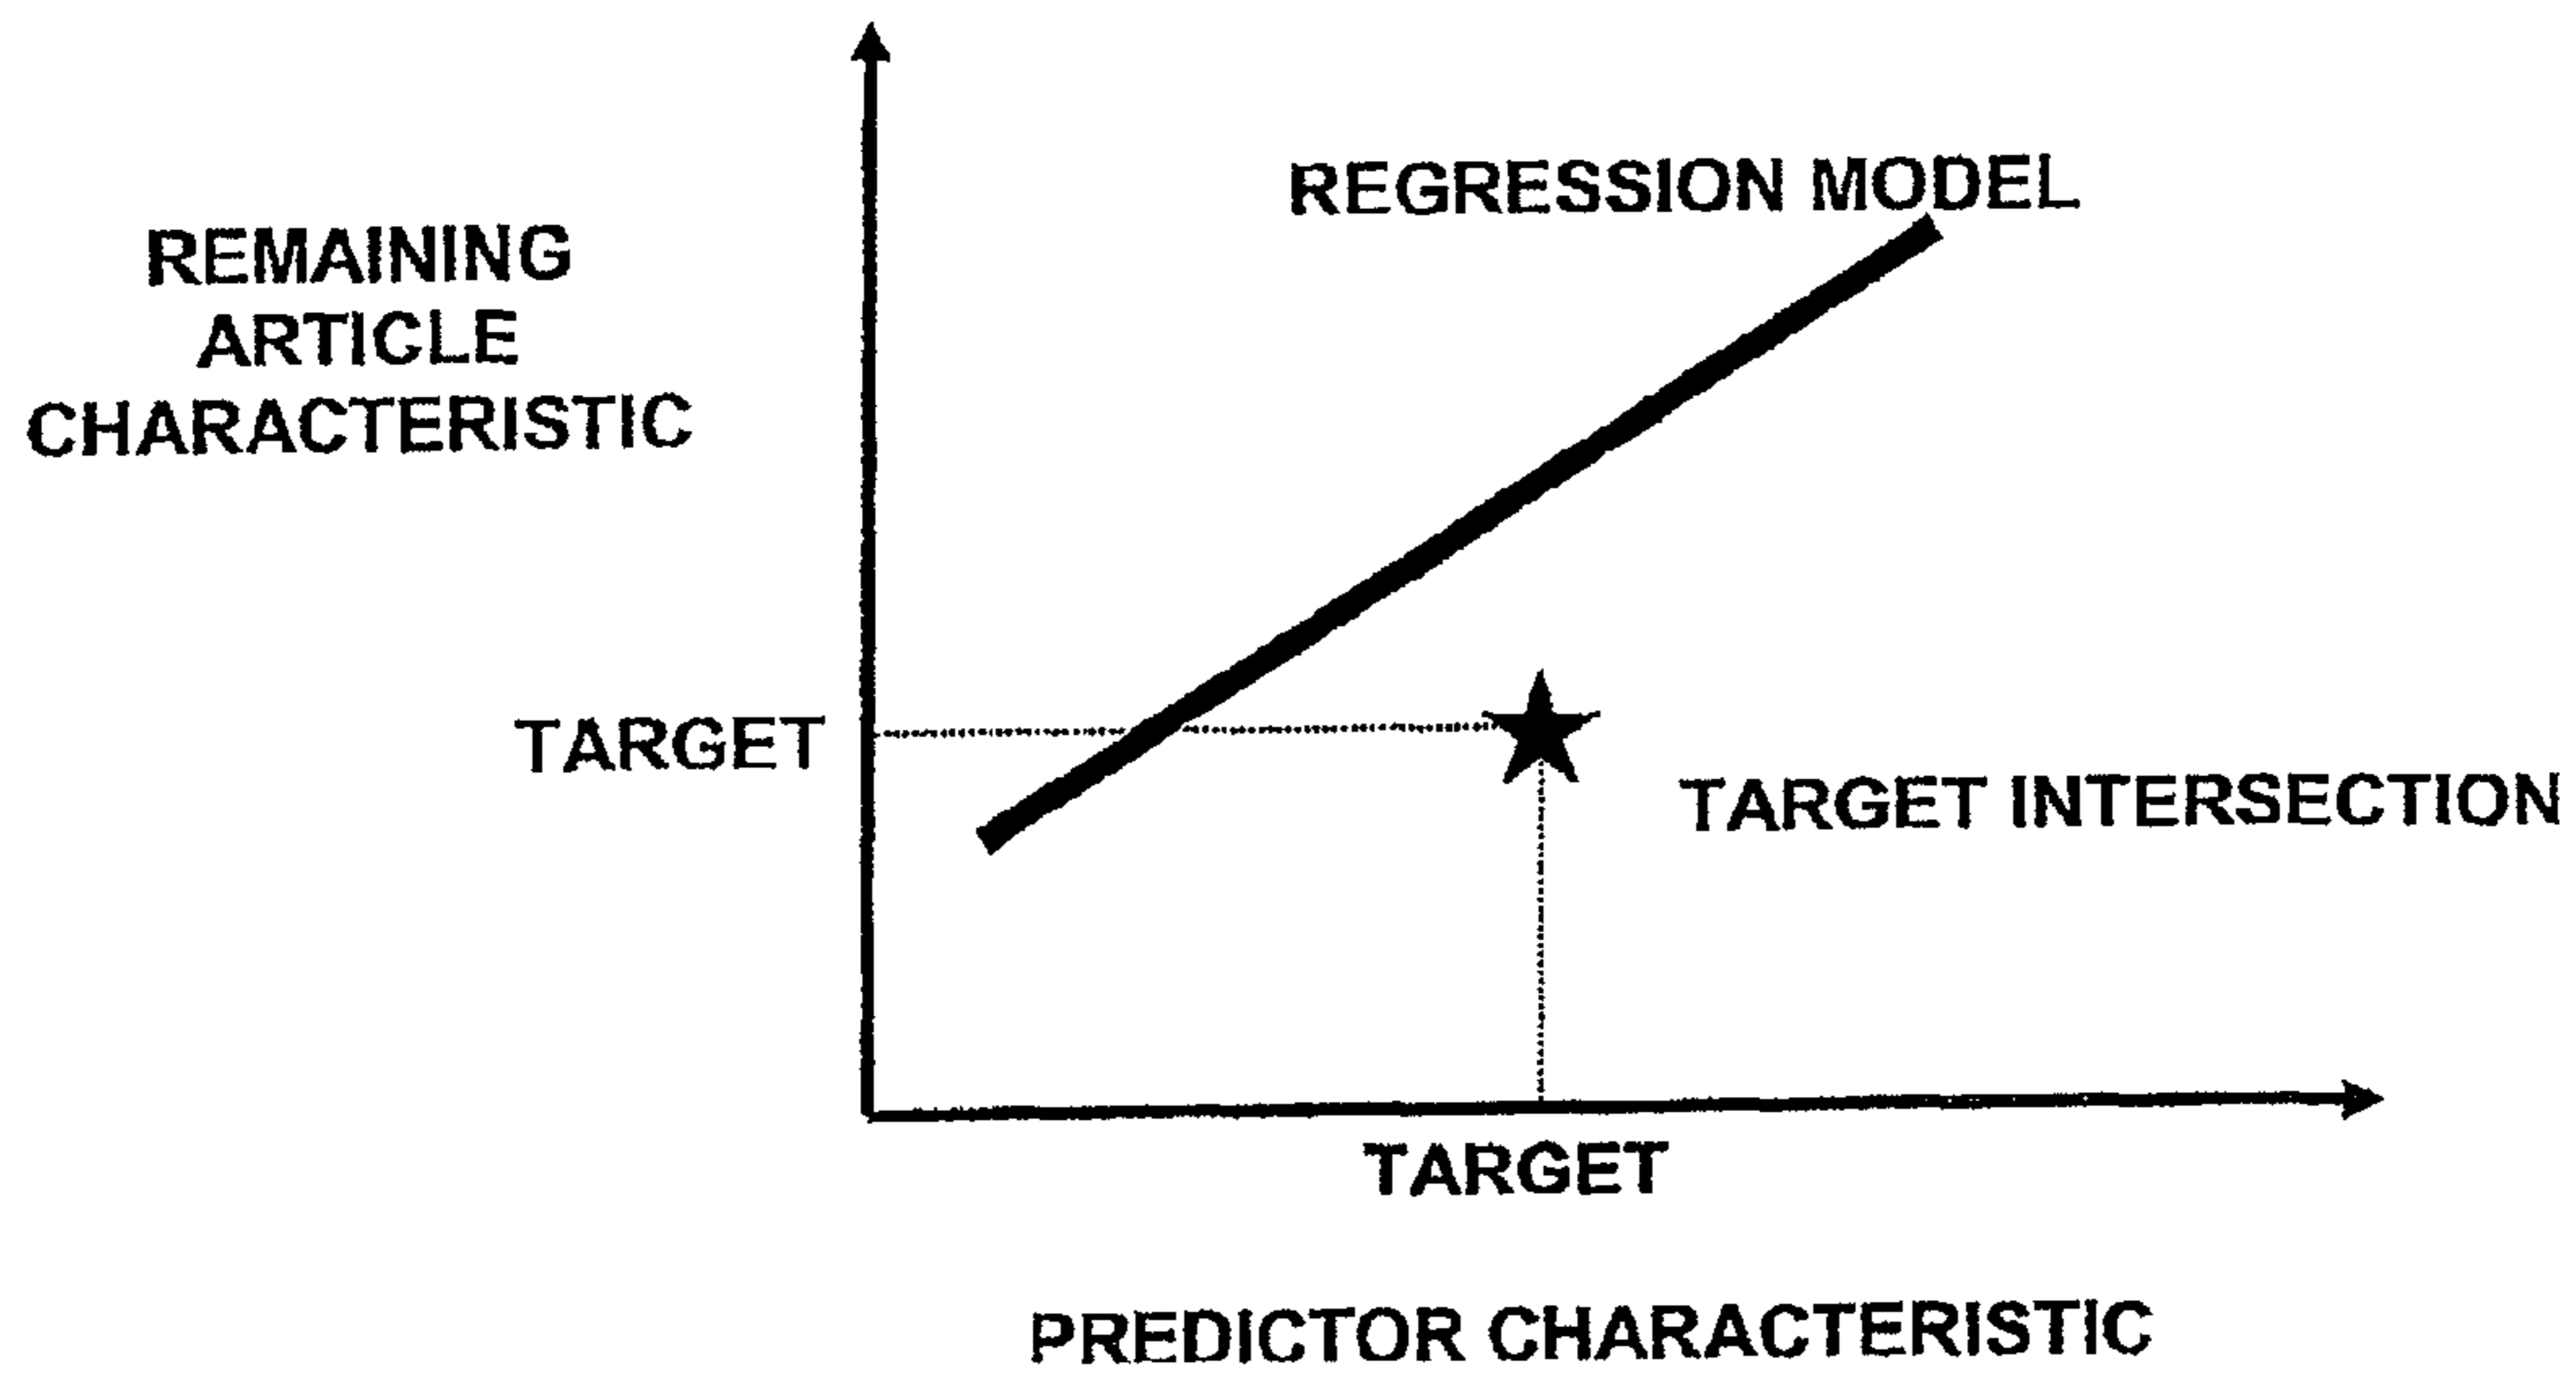 REGRESSION MODEL
REMAINING
ARTICLE
CHARACTERISTIC
TARGET
TARGET INTERSECTION
TARGET
PREDICTOR CHARACTERISTIC